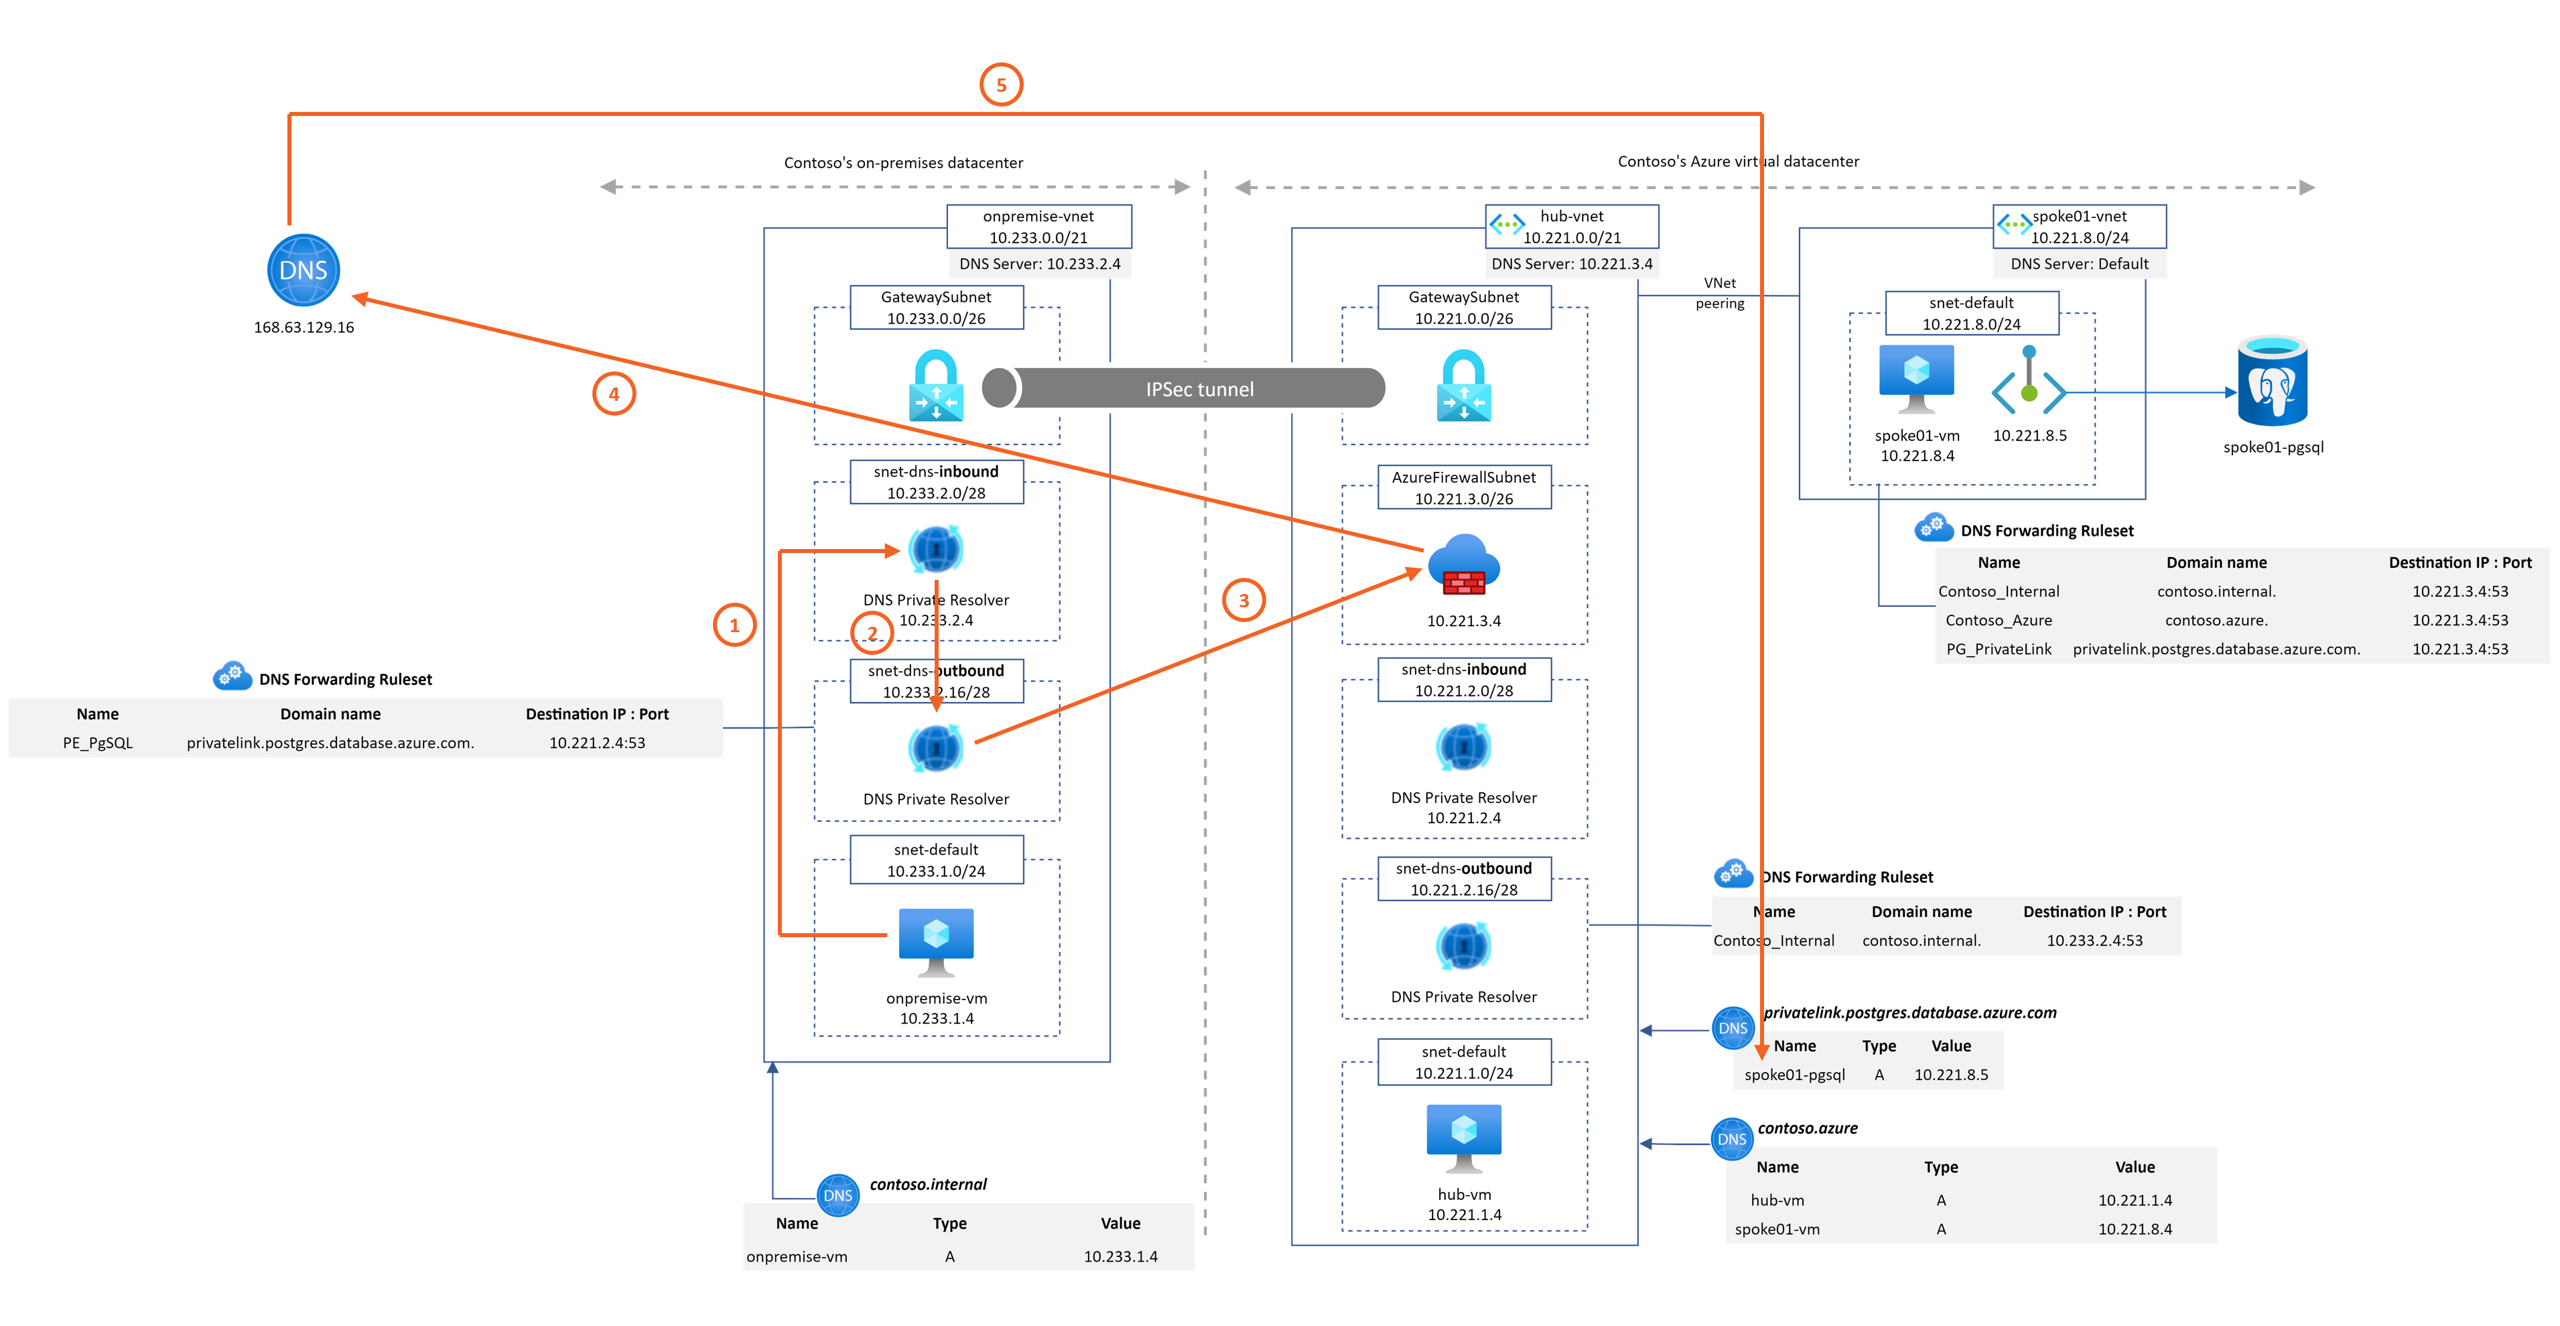 5
Contoso's on-premises datacenter
Contoso's Azure virtual datacenter
DNS
168.63.129.16
4
onpremise-vnet
10.233.0.0/21
DNS Server: 10.233.2.4
GatewaySubnet
10.233.0.0/26
IPSec tunnel
snet-dns-inbound
10.233.2.0/28
DNS Private Resolver
10.233.2.4
1
2
3
snet-dns-outbound
10.233.2.16/28
DNS Private Resolver
DNS Forwarding Ruleset
Name Domain name Destination IP : Port
PE_PgSQL privatelink.postgres.database.azure.com. 10.221.2.4:53
snet-default
10.233.1.0/24
onpremise-vm
10.233.1.4
DNS
contoso.internal
Name Type Value
onpremise-vm A 10.233.1.4
hub-vnet
10.221.0.0/21
DNS Server: 10.221.3.4
GatewaySubnet
10.221.0.0/26
AzureFirewallSubnet
10.221.3.0/26
10.221.3.4
snet-dns-inbound
10.221.2.0/28
DNS Private Resolver
10.221.2.4
snet-dns-outbound
10.221.2.16/28
DNS Private Resolver
snet-default
10.221.1.0/24
hub-vm
10.221.1.4
VNet
peering
spoke01-vnet
10.221.8.0/24
DNS Server: Default
snet-default
10.221.8.0/24
spoke01-vm
10.221.8.4
10.221.8.5
spoke01-pgsql
DNS Forwarding Ruleset
Name Domain name Destination IP : Port
Contoso_Internal contoso.internal. 10.221.3.4:53
Contoso_Azure contoso.azure. 10.221.3.4:53
PG_PrivateLink privatelink.postgres.database.azure.com. 10.221.3.4:53
DNS Forwarding Ruleset
Name Domain name Destination IP : Port
Contoso_Internal contoso.internal. 10.233.2.4:53
DNS
privatelink.postgres.database.azure.com
Name Type Value
spoke01-pgsql A 10.221.8.5
DNS
contoso.azure
Name Type Value
hub-vm A 10.221.1.4
spoke01-vm A 10.221.8.4